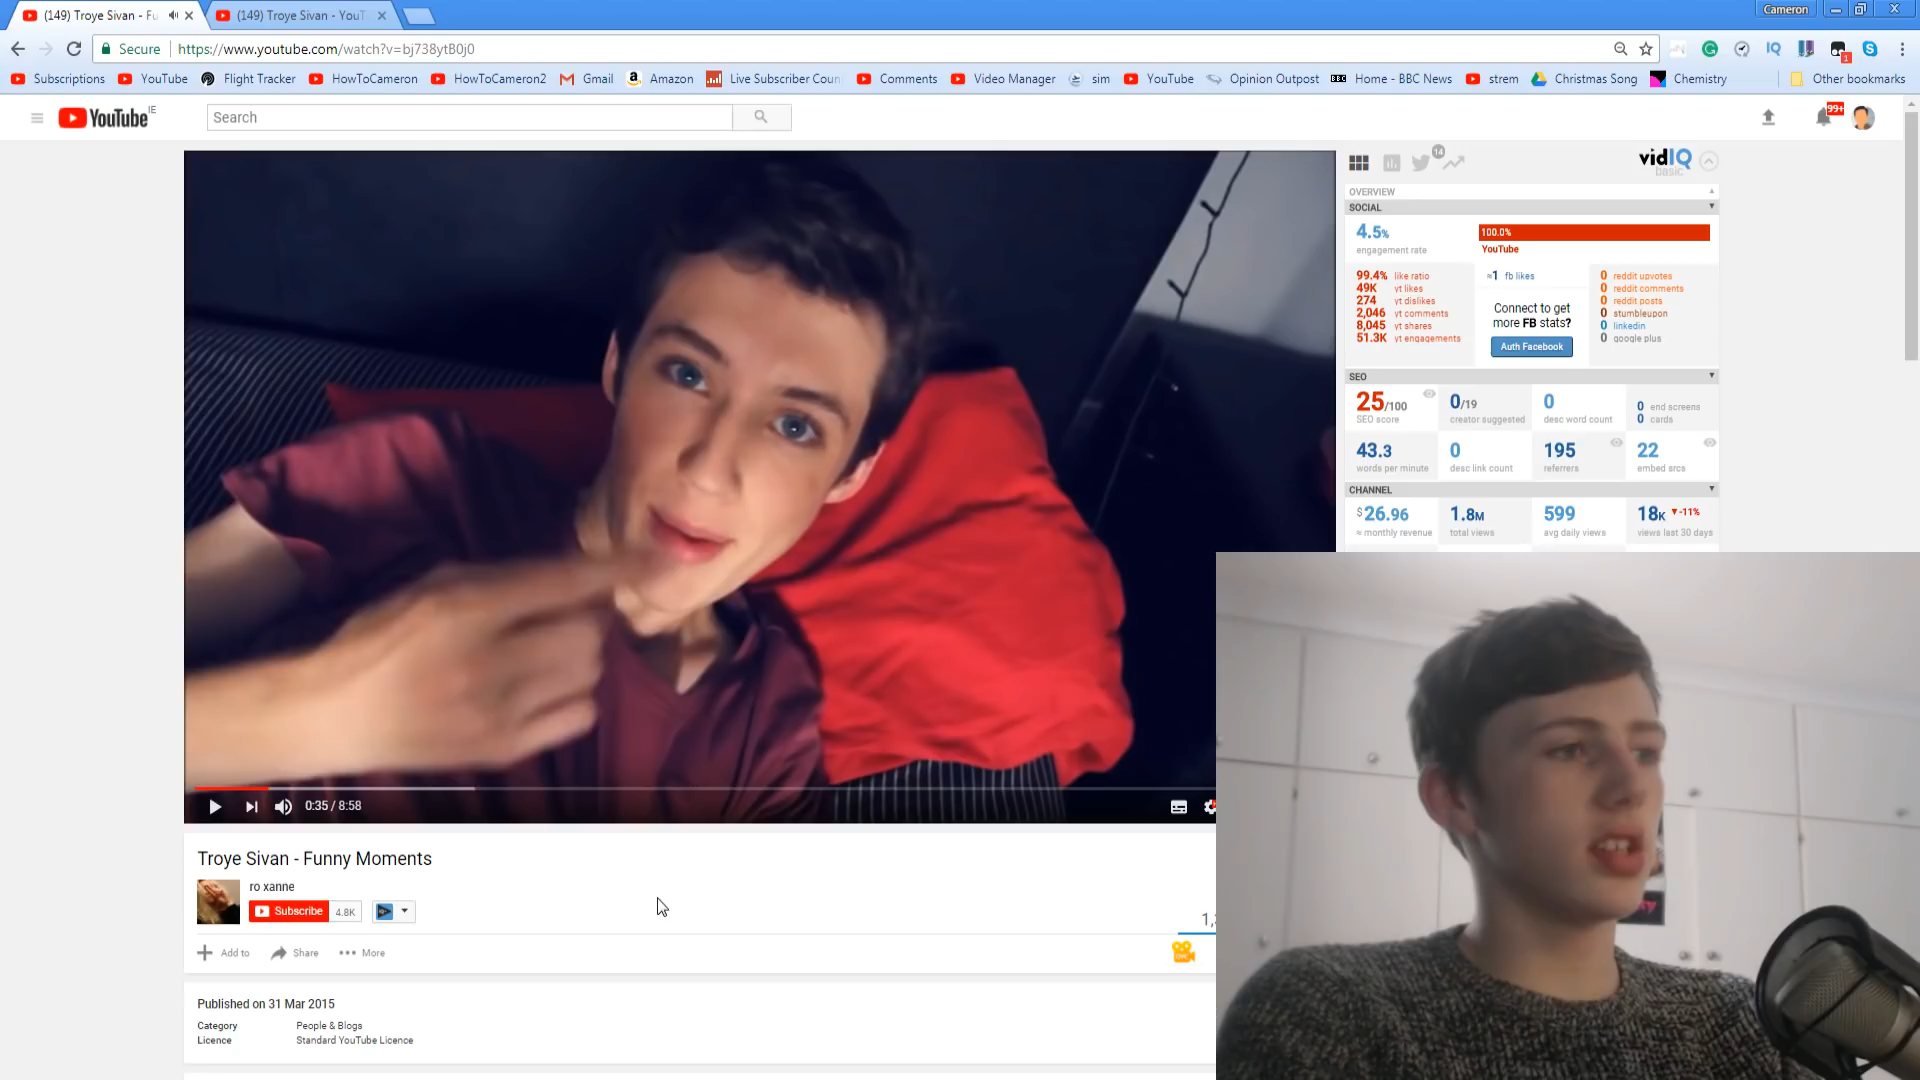 (149) Troye Sivan - Fu
(149) Troye Sivan - YouT
Cameron
Secure
https://www.youtube.com/watch?v=bj738ytB0j0
IQ
1
Subscriptions
YouTube
Flight Tracker
HowToCameron
HowToCameron2
Gmail
Amazon
Live Subscriber Coun
Comments
Video Manager
sim
YouTube
Opinion Outpost
BBC
Home - BBC News
strem
Christmas Song
Chemistry
Other bookmarks
YouTube IE
Search
99+
14
vidIQ
basic
OVERVIEW
SOCIAL
4.5%
engagement rate
100.0%
YouTube
99.4% like ratio
49K yt likes
274 yt dislikes
2,046 yt comments
8,045 yt shares
51.3K yt engagements
≈1 fb likes
Connect to get
more FB stats?
Auth Facebook
0 reddit upvotes
0 reddit comments
0 reddit posts
0 stumbleupon
0 linkedin
0 google plus
SEO
25/100
SEO score
0/19
creator suggested
0
desc word count
0 end screens
0 cards
43.3
words per minute
0
desc link count
195
referrers
22
embed srcs
CHANNEL
$26.96
≈ monthly revenue
1.8M
total views
599
avg daily views
18K ▼-11%
views last 30 days
0:35 / 8:58
Troye Sivan - Funny Moments
ro xanne
Subscribe
4.8K
Add to
Share
More
Published on 31 Mar 2015
Category People & Blogs
Licence Standard YouTube Licence